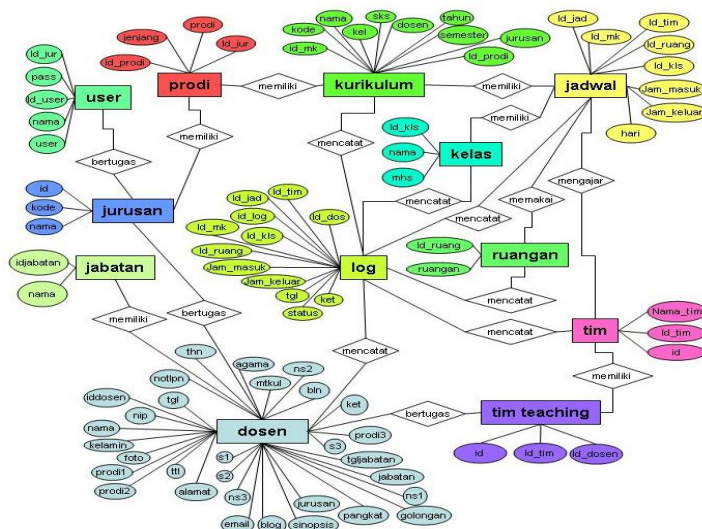 Id_jur
pass
Id_user
nama
user
user
jenjang
prodi
Id_jur
id_prodi
prodi
memiliki
nama
kode
id_mk
kel
sks
dosen
tahun
semester
jurusan
Id_prodi
kurikulum
memiliki
Id_jad
Id_tim
Id_mk
Id_ruang
Id_kls
Jam_masuk
Jam_keluar
hari
jadwal
bertugas
memiliki
mencatat
Id_kls
nama
mhs
kelas
memiliki
mengajar
id
kode
nama
jurusan
mencatat
mencatat
memakai
idjabatan
nama
jabatan
Id_jad
Id_tim
id_log
Id_dos
Id_mk
Id_kls
Id_ruang
Jam_masuk
Jam_keluar
tgl
ket
status
log
Id_ruang
ruangan
ruangan
mencatat
mencatat
tim
Nama_tim
Id_tim
id
memiliki
bertugas
mencatat
memiliki
thn
agama
ns2
notlpn
mtkul
bln
iddosen
tgl
nip
ket
nama
kelamin
dosen
bertugas
tim teaching
prodi3
s3
foto
s1
tgljabatan
prodi1
ttl
s2
jabatan
prodi2
alamat
ns3
ns1
jurusan
golongan
pangkat
email
blog
sinopsis
id
Id_tim
Id_dosen